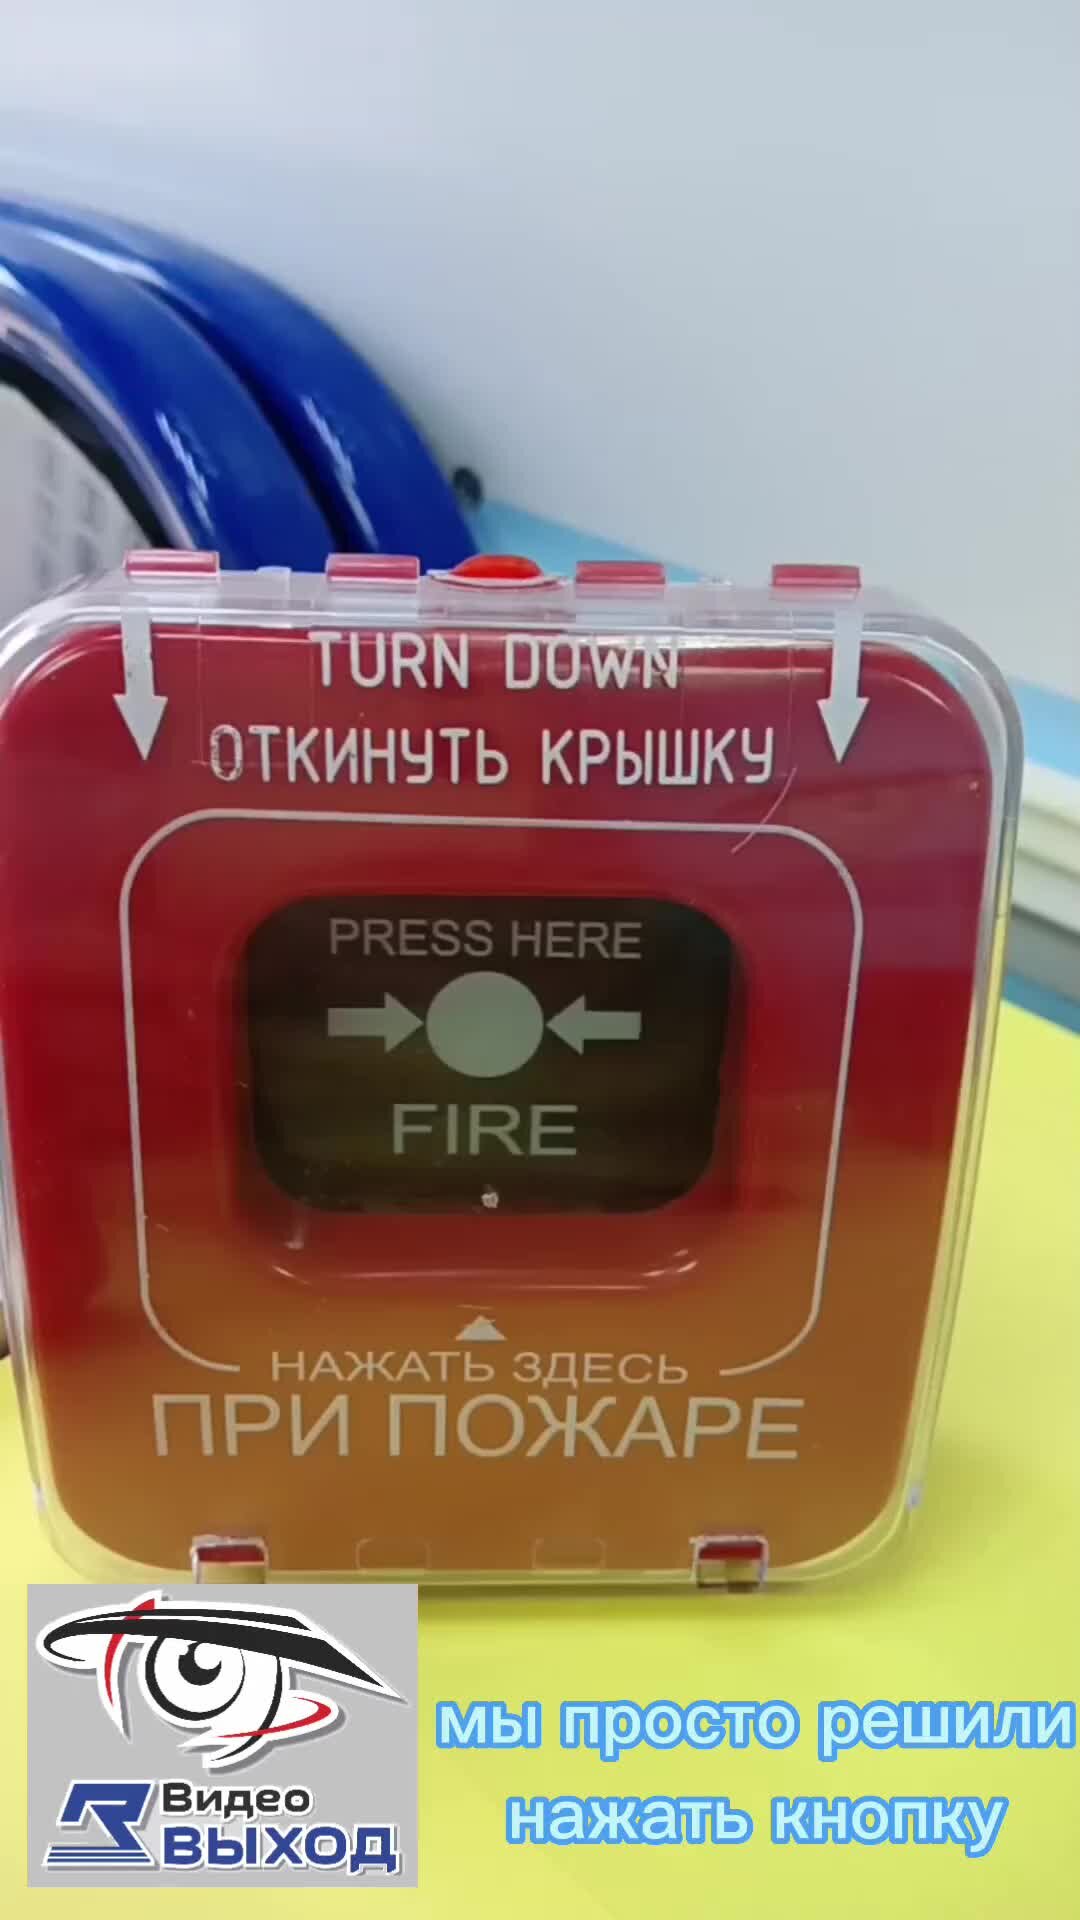 TURN DOWN
ОТКИНУТЬ КРЫШКУ
PRESS HERE
FIRE
НАЖАТЬ ЗДЕСЬ
ПРИ ПОЖАРЕ
Видео
ВЫХОД
мы просто решили
нажать кнопку